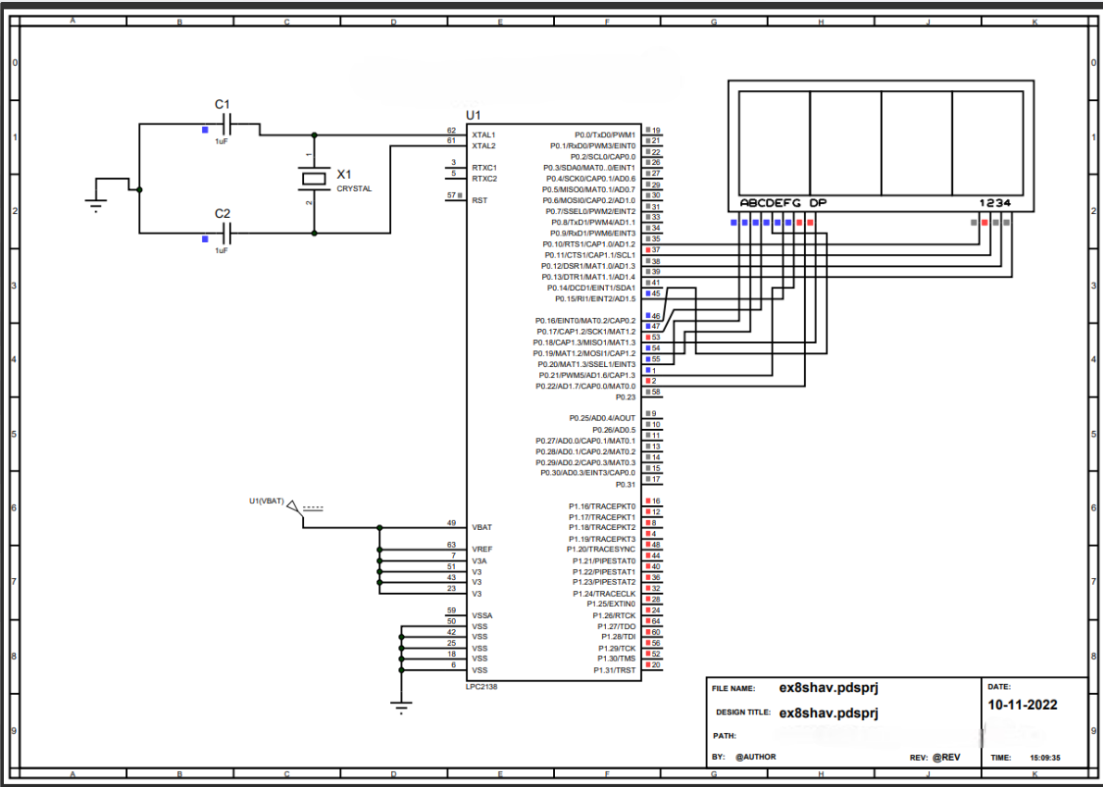 A B C D E F G H J K
0 0
C1
1uF
1 1
X1
CRYSTAL
1
2
2 2
C2
1uF
3 3
4 4
5 5
6 6
7 7
8 8
9 9
U1
62 XTAL1
61 XTAL2
3 RTXC1
5 RTXC2
57 RST
U1(VBAT)
49 VBAT
63 VREF
7 V3A
51 V3
43 V3
23 V3
59 VSSA
50 VSS
42 VSS
25 VSS
18 VSS
6 VSS
P0.0/TxD0/PWM1 19
P0.1/RxD0/PWM3/EINT0 21
P0.2/SCL0/CAP0.0 22
P0.3/SDA0/MAT0..0/EINT1 26
P0.4/SCK0/CAP0.1/AD0.6 27
P0.5/MISO0/MAT0.1/AD0.7 29
P0.6/MOSI0/CAP0.2/AD1.0 30
P0.7/SSEL0/PWM2/EINT2 31
P0.8/TxD1/PWM4/AD1.1 33
P0.9/RxD1/PWM6/EINT3 34
P0.10/RTS1/CAP1.0/AD1.2 35
P0.11/CTS1/CAP1.1/SCL1 37
P0.12/DSR1/MAT1.0/AD1.3 38
P0.13/DTR1/MAT1.1/AD1.4 39
P0.14/DCD1/EINT1/SDA1 41
P0.15/RI1/EINT2/AD1.5 45
P0.16/EINT0/MAT0.2/CAP0.2 46
P0.17/CAP1.2/SCK1/MAT1.2 47
P0.18/CAP1.3/MISO1/MAT1.3 53
P0.19/MAT1.2/MOSI1/CAP1.2 54
P0.20/MAT1.3/SSEL1/EINT3 55
P0.21/PWM5/AD1.6/CAP1.3 1
P0.22/AD1.7/CAP0.0/MAT0.0 2
P0.23 58
P0.25/AD0.4/AOUT 9
P0.26/AD0.5 10
P0.27/AD0.0/CAP0.1/MAT0.1 11
P0.28/AD0.1/CAP0.2/MAT0.2 13
P0.29/AD0.2/CAP0.3/MAT0.3 14
P0.30/AD0.3/EINT3/CAP0.0 15
P0.31 17
P1.16/TRACEPKT0 16
P1.17/TRACEPKT1 12
P1.18/TRACEPKT2 8
P1.19/TRACEPKT3 4
P1.20/TRACESYNC 48
P1.21/PIPESTAT0 44
P1.22/PIPESTAT1 40
P1.23/PIPESTAT2 36
P1.24/TRACECLK 32
P1.25/EXTIN0 28
P1.26/RTCK 24
P1.27/TDO 64
P1.28/TDI 60
P1.29/TCK 56
P1.30/TMS 52
P1.31/TRST 20
LPC2138
ABCDEFG DP 1234
FILE NAME: ex8shav.pdsprj
DESIGN TITLE: ex8shav.pdsprj
PATH:
BY: @AUTHOR REV: @REV
DATE:
10-11-2022
TIME: 15:09:35
A B C D E F G H J K